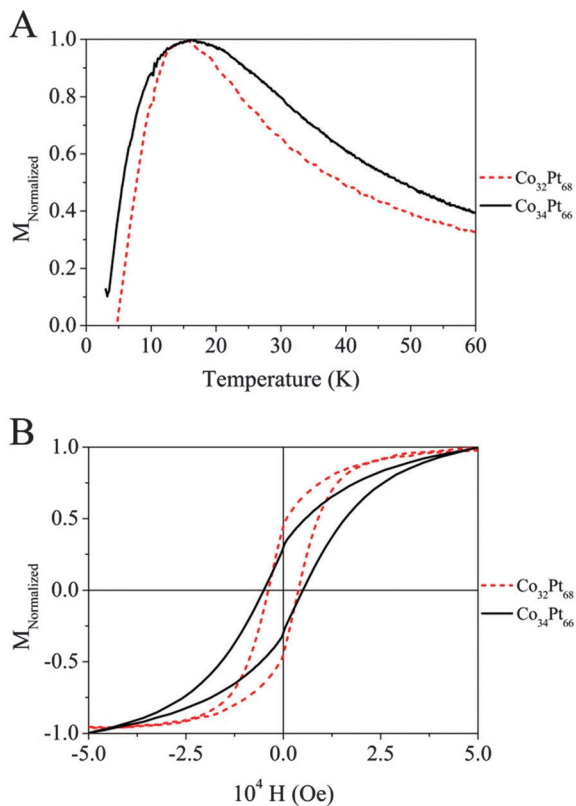 A
1.0
0.8
0.6
0.4
0.2
0.0
M_Normalized
0 10 20 30 40 50 60
Temperature (K)
Co32Pt68
Co34Pt66
B
1.0
0.5
0.0
-0.5
-1.0
M_Normalized
-5.0 -2.5 0.0 2.5 5.0
10^4 H (Oe)
Co32Pt68
Co34Pt66